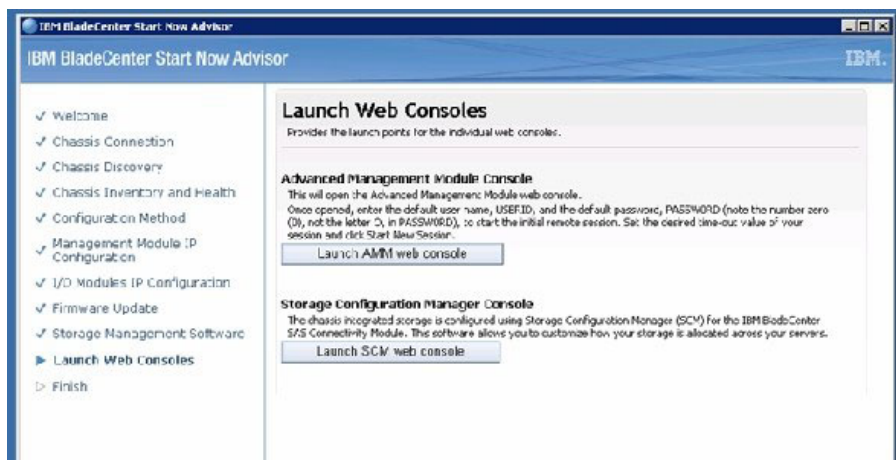 IBM BladeCenter Start Now Advisor
IBM BladeCenter Start Now Advisor
IBM.
✓ Welcome
✓ Chassis Connection
✓ Chassis Discovery
✓ Chassis Inventory and Health
✓ Configuration Method
✓ Management Module IP
Configuration
✓ I/O Modules IP Configuration
✓ Firmware Update
✓ Storage Management Software
Launch Web Consoles
Finish
Launch Web Consoles
Provides the launch points for the individual web consoles.
Advanced Management Module Console
This will open the Advanced Management Module web console.
Once opened, enter the default user name, USERID, and the default password, PASSW0RD (note the number zero
(0), not the letter O, in PASSW0RD), to start the initial remote session. Set the desired time-out value of your
session and click Start New Session.
Launch AMM web console
Storage Configuration Manager Console
The chassis integrated storage is configured using Storage Configuration Manager (SCM) for the IBM BladeCenter
SAS Connectivity Module. This software allows you to customize how your storage is allocated across your servers.
Launch SCM web console